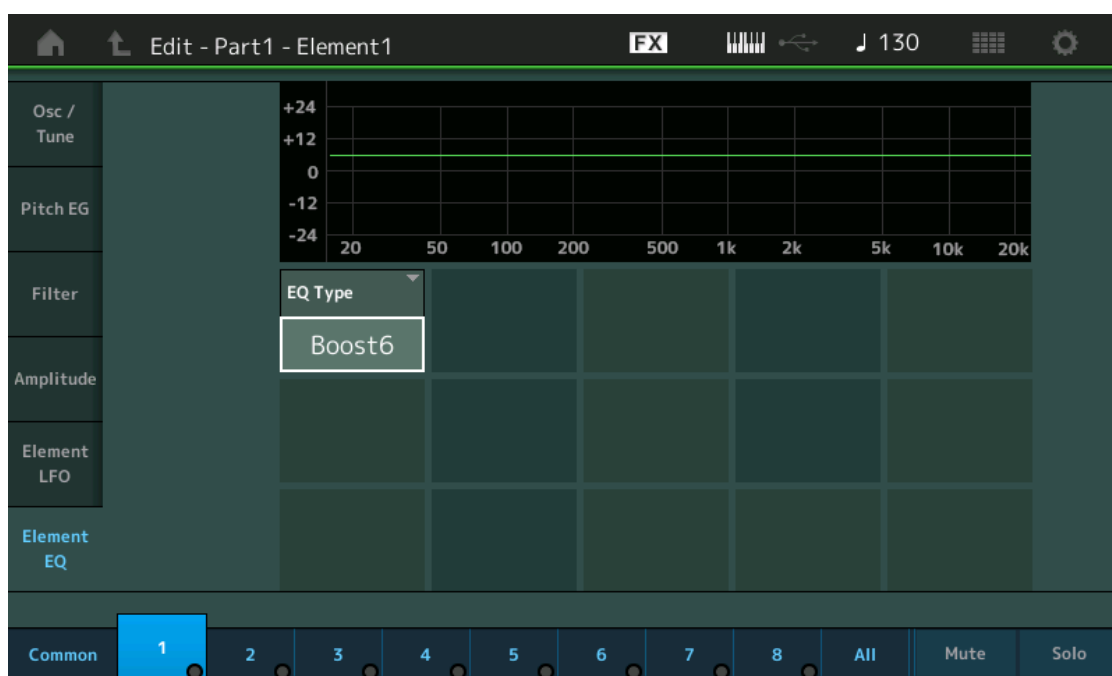 Edit - Part1 - Element1 FX 130
Osc /
Tune
Pitch EG
Filter
Amplitude
Element
LFO
Element
EQ
+24
+12
0
-12
-24
20 50 100 200 500 1k 2k 5k 10k 20k
EQ Type
Boost6
Common 1 2 3 4 5 6 7 8 All Mute Solo